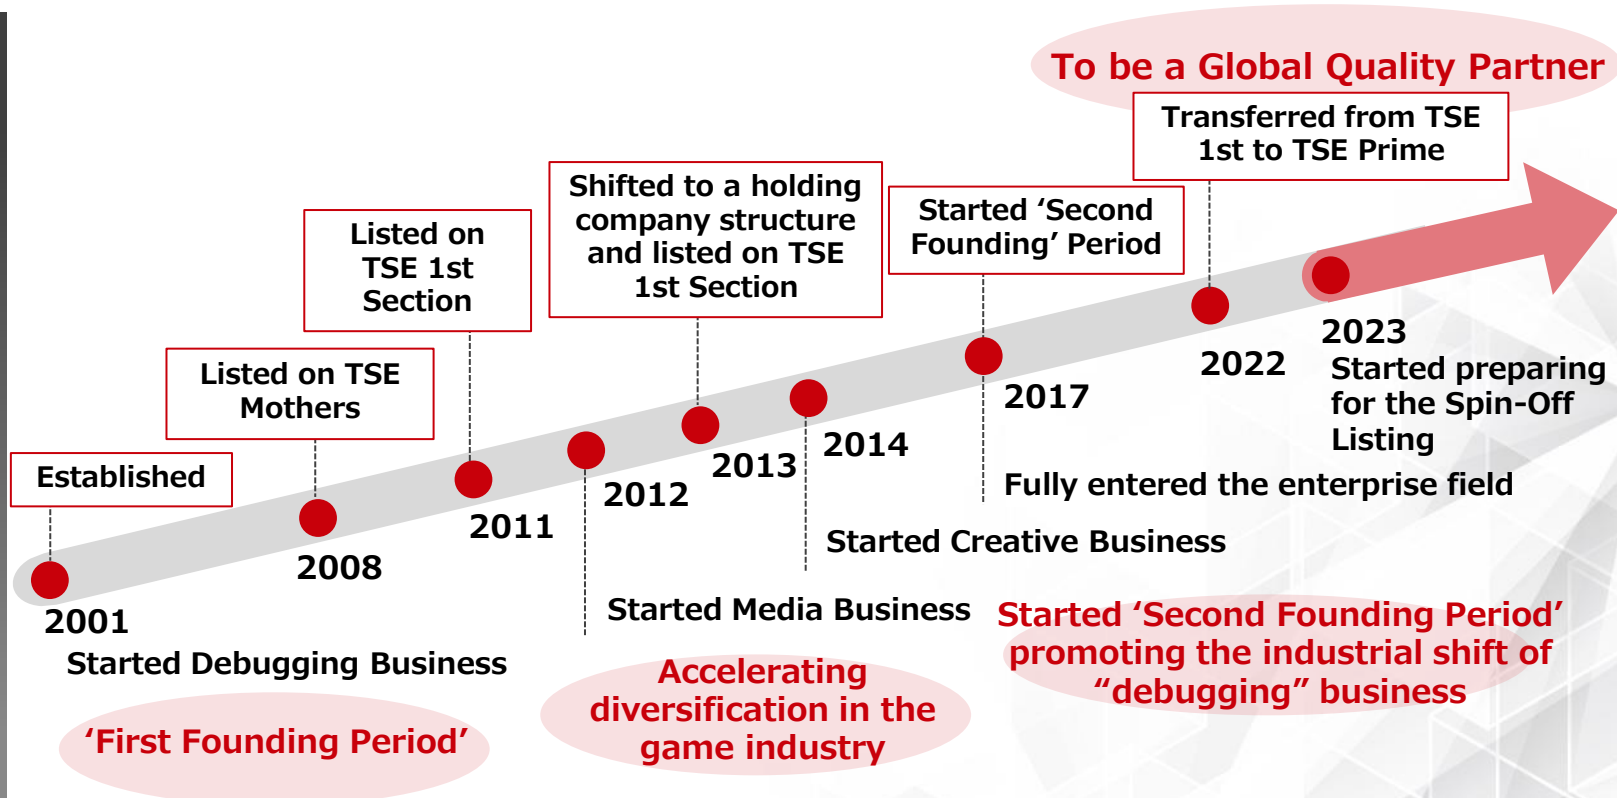 To be a Global Quality Partner
Transferred from TSE
1st to TSE Prime
Shifted to a holding
company structure
and listed on TSE
1st Section
Started ‘Second
Founding’ Period
Listed on
TSE 1st
Section
Listed on TSE
Mothers
Established
2001
Started Debugging Business
2008
2011
2012
Started Media Business
2013
2014
Started Creative Business
2017
Fully entered the enterprise field
2022
2023
Started preparing
for the Spin-Off
Listing
‘First Founding Period’
Accelerating
diversification in the
game industry
Started ‘Second Founding Period’
promoting the industrial shift of
“debugging” business